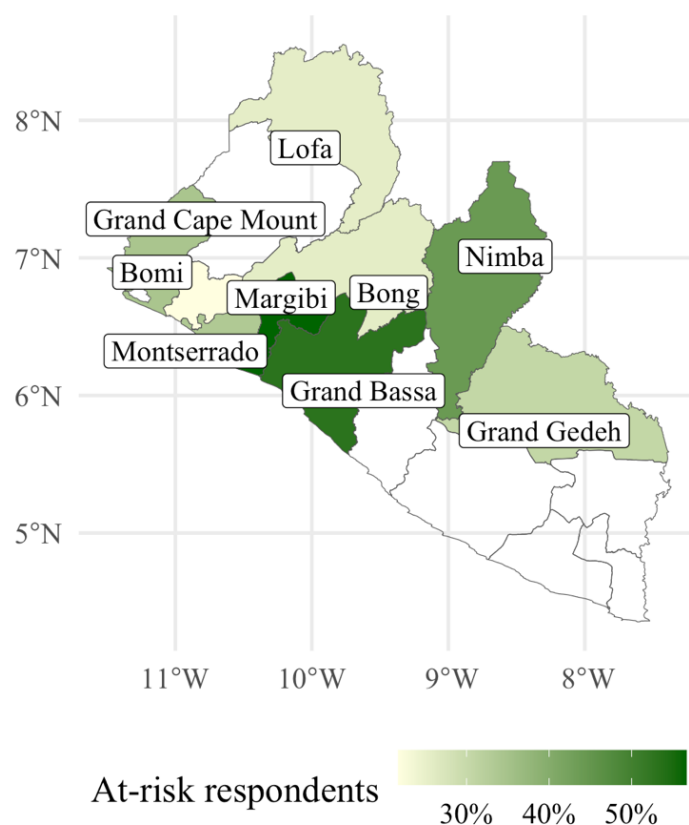 8°N
Lofa
Grand Cape Mount
7°N
Nimba
Bomi
Margibi
Bong
Montserrado
6°N
Grand Bassa
Grand Gedeh
5°N
11°W 10°W 9°W 8°W
At-risk respondents
30% 40% 50%